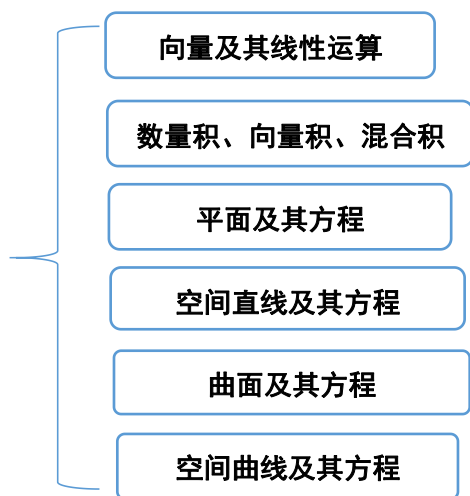 向量及其线性运算
数量积、向量积、混合积
平面及其方程
空间直线及其方程
曲面及其方程
空间曲线及其方程